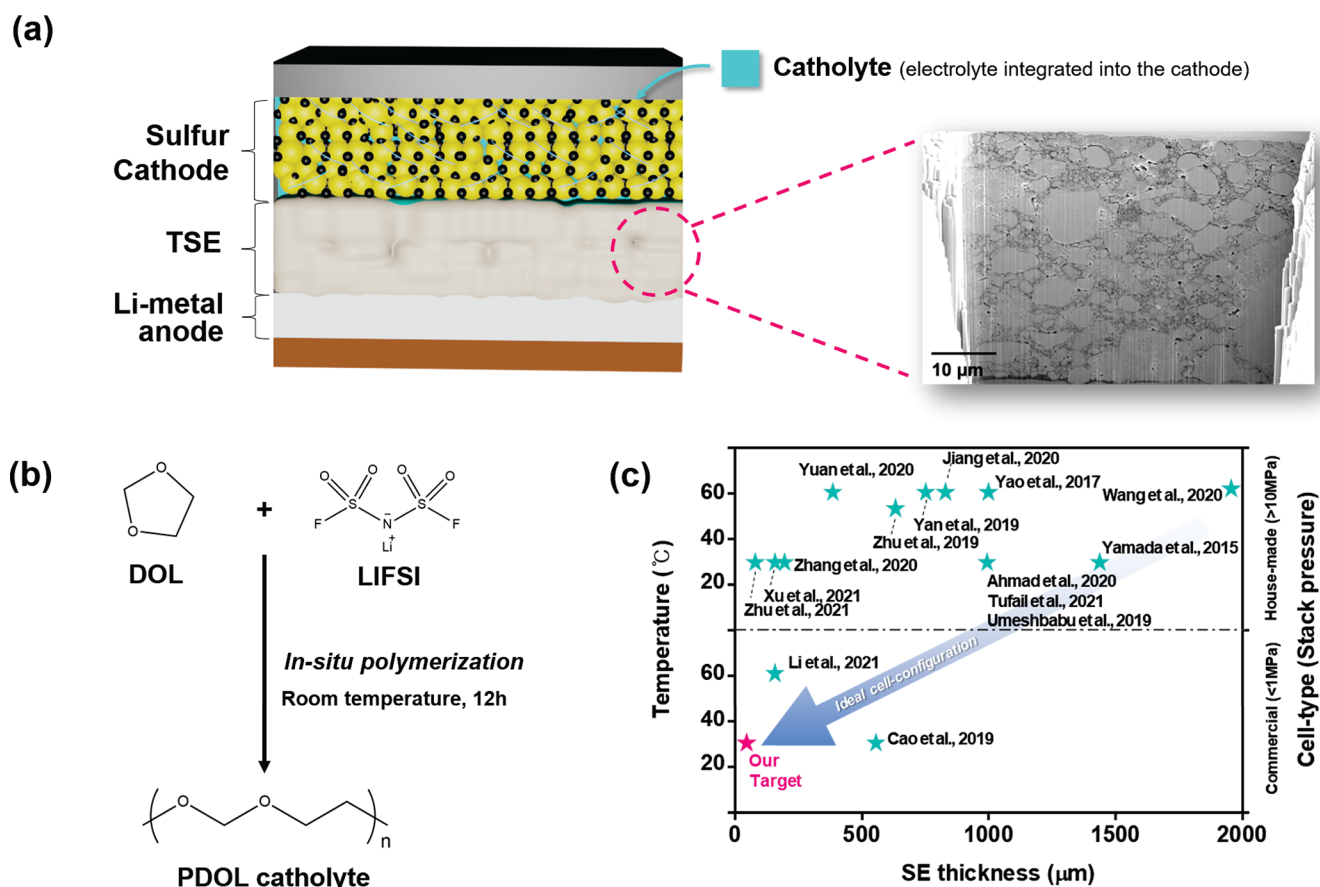 (a)
Catholyte (electrolyte integrated into the cathode)
Sulfur
Cathode
TSE
Li-metal
anode
10 μm
(b)
O
O
DOL
+
O
O
O
O
S
S
F
N
−
F
Li
+
LIFSI
In-situ polymerization
Room temperature, 12h
O
O
n
PDOL catholyte
(c)
Temperature (℃)
60
40
20
60
40
20
Yuan et al., 2020
Jiang et al., 2020
Yao et al., 2017
Wang et al., 2020
Yan et al., 2019
Zhu et al., 2019
Zhang et al., 2020
Xu et al., 2021
Zhu et al., 2021
Yamada et al., 2015
Ahmad et al., 2020
Tufail et al., 2021
Umeshbabu et al., 2019
Li et al., 2021
Ideal cell-configuration
Cao et al., 2019
Our
Target
0
500
1000
1500
2000
SE thickness (μm)
House-made (>10MPa)
Commercial (<1MPa)
Cell-type (Stack pressure)